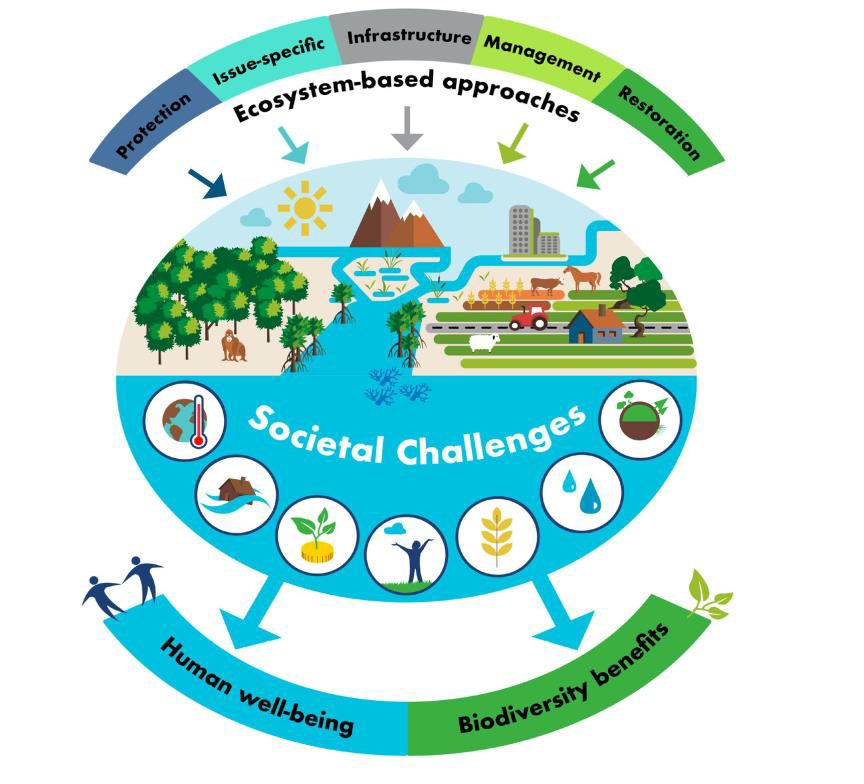 Protection
Issue-specific
Infrastructure
Management
Restoration
Ecosystem-based approaches
Societal Challenges
Human well-being
Biodiversity benefits